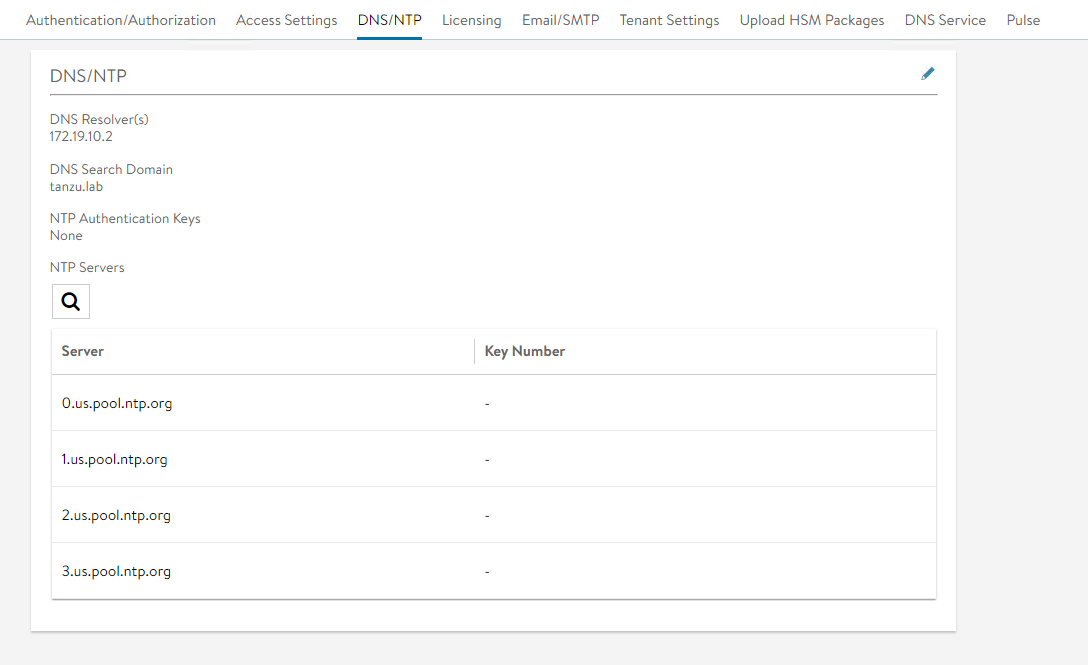 Authentication/Authorization Access Settings DNS/NTP Licensing Email/SMTP Tenant Settings Upload HSM Packages DNS Service Pulse
DNS/NTP
DNS Resolver(s)
172.19.10.2
DNS Search Domain
tanzu.lab
NTP Authentication Keys
None
NTP Servers
Server Key Number
0.us.pool.ntp.org -
1.us.pool.ntp.org -
2.us.pool.ntp.org -
3.us.pool.ntp.org -